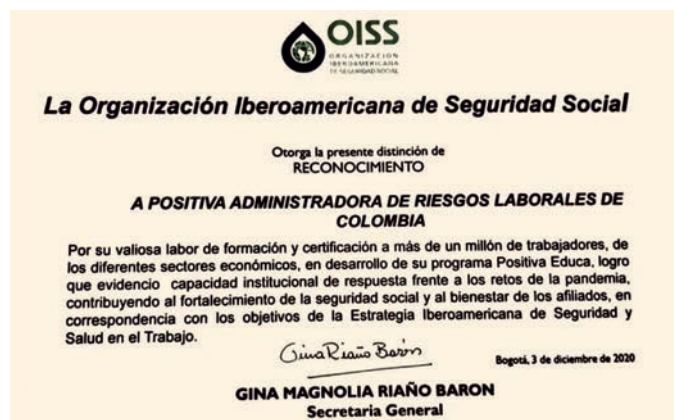 OISS
ORGANIZACIÓN
IBEROAMERICANA
DE SEGURIDAD SOCIAL
La Organización Iberoamericana de Seguridad Social
Otorga la presente distinción de
RECONOCIMIENTO
A POSITIVA ADMINISTRADORA DE RIESGOS LABORALES DE
COLOMBIA
Por su valiosa labor de formación y certificación a más de un millón de trabajadores, de
los diferentes sectores económicos, en desarrollo de su programa Positiva Educa, logro
que evidencio capacidad institucional de respuesta frente a los retos de la pandemia,
contribuyendo al fortalecimiento de la seguridad social y al bienestar de los afiliados, en
correspondencia con los objetivos de la Estrategia Iberoamericana de Seguridad y
Salud en el Trabajo.
Gina Riaño Barón
Bogotá, 3 de diciembre de 2020
GINA MAGNOLIA RIAÑO BARON
Secretaria General